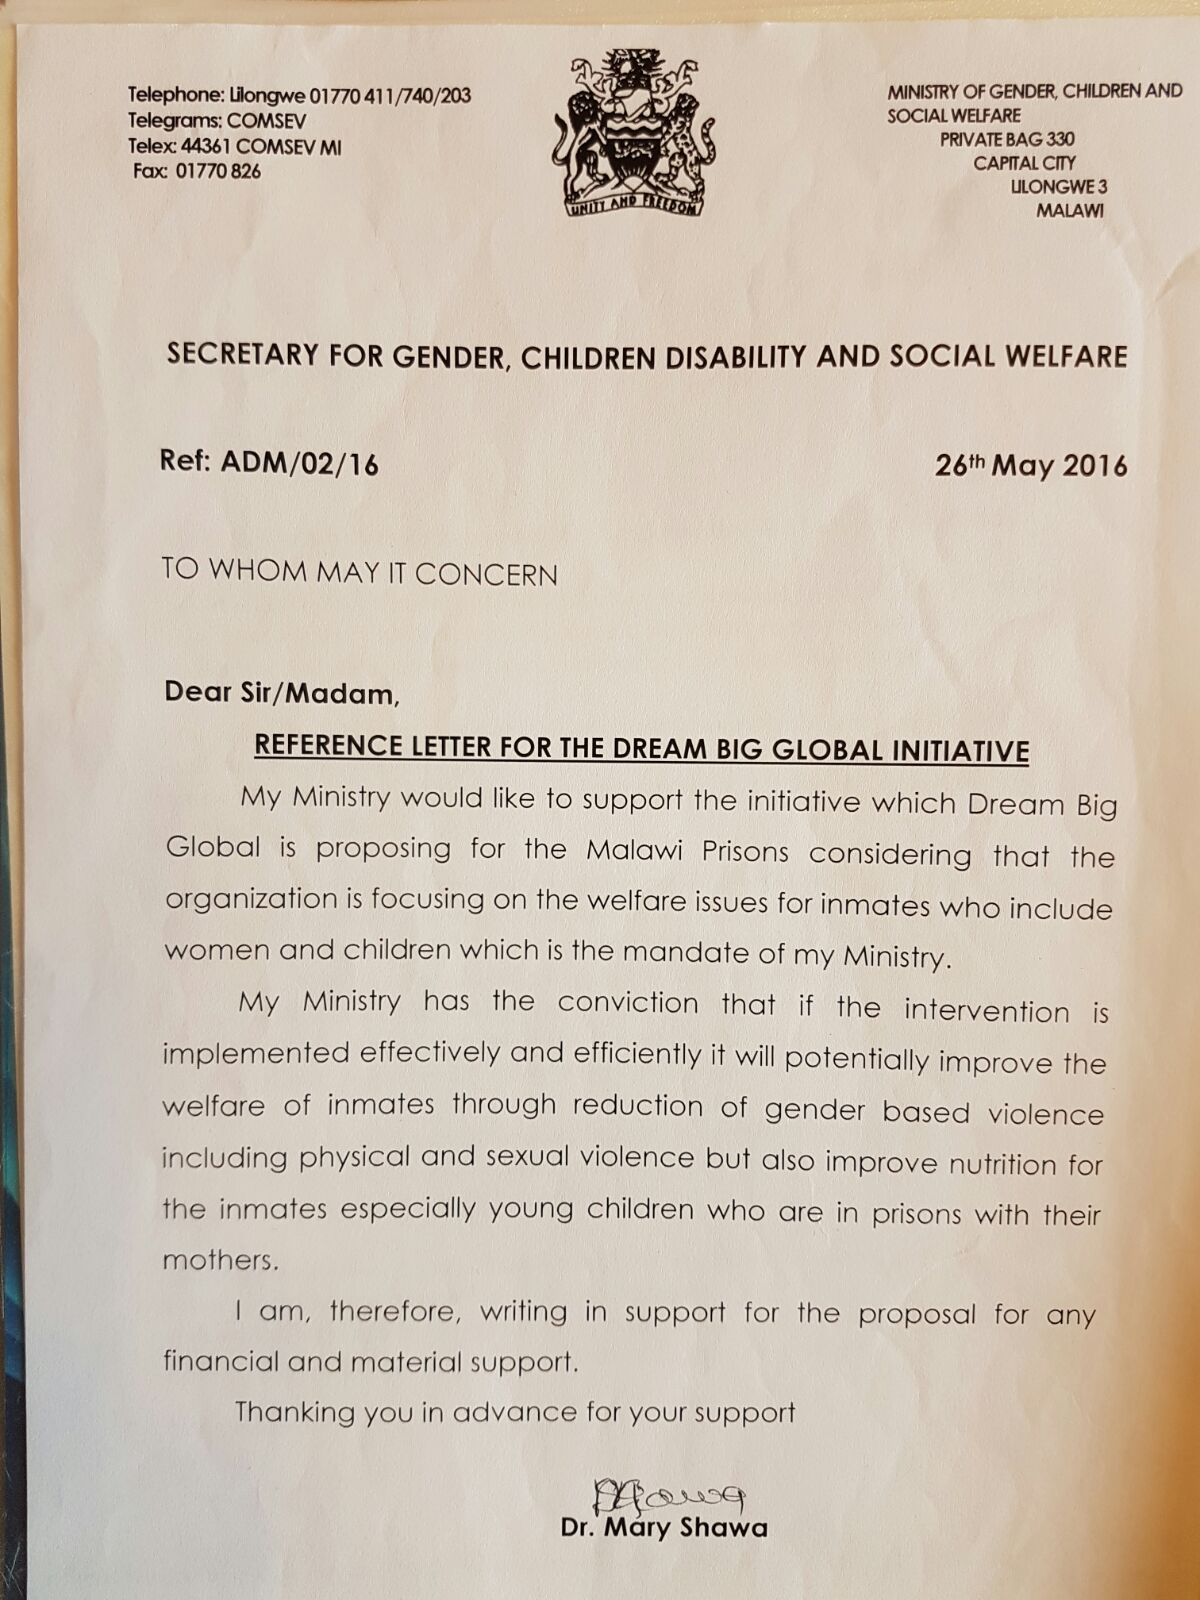 Telephone: Lilongwe 01770 411/740/203
Telegrams: COMSEV
Telex: 44361 COMSEV MI
Fax: 01770 826
UNITY AND FREEDOM
MINISTRY OF GENDER, CHILDREN AND
SOCIAL WELFARE
PRIVATE BAG 330
CAPITAL CITY
LILONGWE 3
MALAWI
SECRETARY FOR GENDER, CHILDREN DISABILITY AND SOCIAL WELFARE
Ref: ADM/02/16
26th May 2016
TO WHOM MAY IT CONCERN
Dear Sir/Madam,
REFERENCE LETTER FOR THE DREAM BIG GLOBAL INITIATIVE
My Ministry would like to support the initiative which Dream Big
Global is proposing for the Malawi Prisons considering that the
organization is focusing on the welfare issues for inmates who include
women and children which is the mandate of my Ministry.
My Ministry has the conviction that if the intervention is
implemented effectively and efficiently it will potentially improve the
welfare of inmates through reduction of gender based violence
including physical and sexual violence but also improve nutrition for
the inmates especially young children who are in prisons with their
mothers.
I am, therefore, writing in support for the proposal for any
financial and material support.
Thanking you in advance for your support
Dr. Mary Shawa